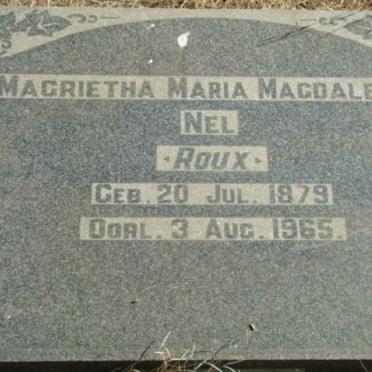 MAGRIETHA MARIA MAGDALE
NEL
·ROUX·
GEB. 20 JUL. 1879
OORL. 3 AUG. 1965.